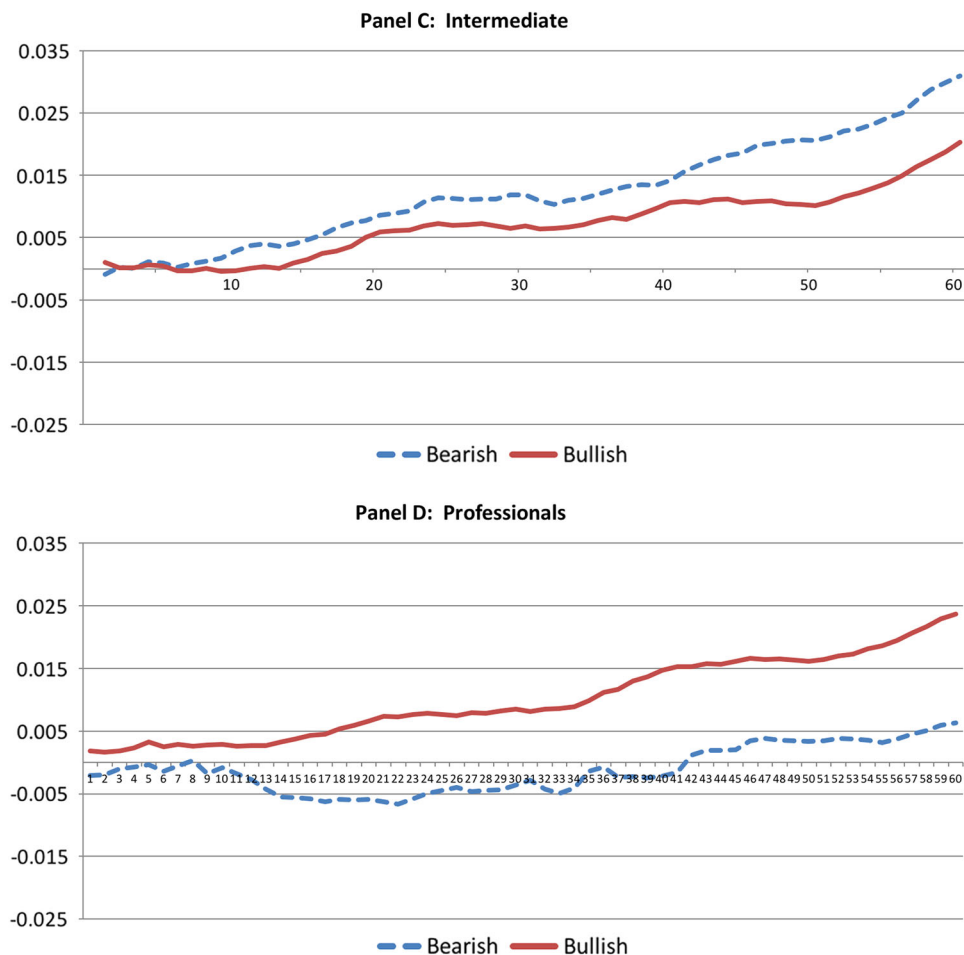 Panel C: Intermediate
0.035
0.025
0.015
0.005
-0.005
-0.015
-0.025
10 20 30 40 50 60
Bearish Bullish
Panel D: Professionals
0.035
0.025
0.015
0.005
-0.005
-0.015
-0.025
1 2 3 4 5 6 7 8 9 10 11 12 13 14 15 16 17 18 19 20 21 22 23 24 25 26 27 28 29 30 31 32 33 34 35 36 37 38 39 40 41 42 43 44 45 46 47 48 49 50 51 52 53 54 55 56 57 58 59 60
Bearish Bullish